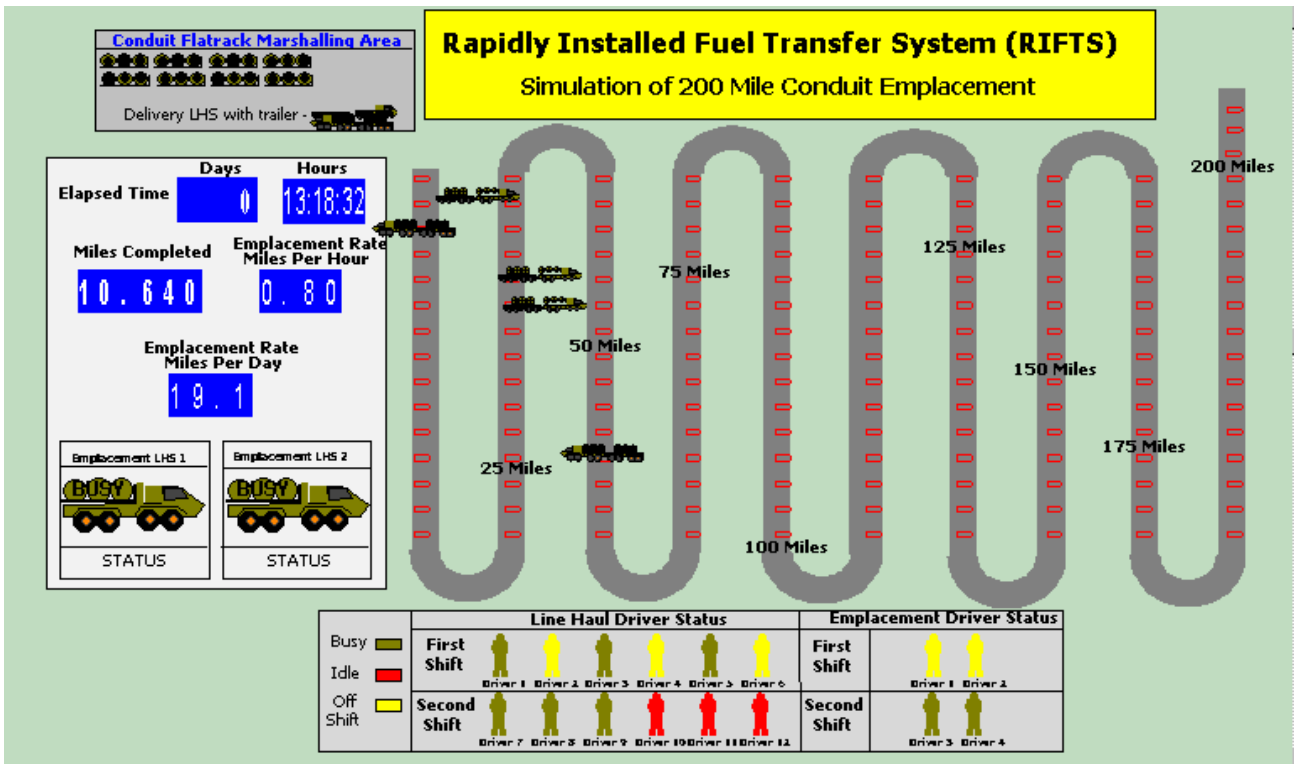 Conduit Flatrack Marshalling Area
Delivery LHS with trailer -
Rapidly Installed Fuel Transfer System (RIFTS)
Simulation of 200 Mile Conduit Emplacement
Days
Hours
Elapsed Time
0
13:18:32
Miles Completed
Emplacement Rate
Miles Per Hour
10.640
0.80
Emplacement Rate
Miles Per Day
19.1
Emplacement LHS 1
BUSY
STATUS
Emplacement LHS 2
BUSY
STATUS
25 Miles
50 Miles
75 Miles
100 Miles
125 Miles
150 Miles
175 Miles
200 Miles
Busy
Idle
Off
Shift
Line Haul Driver Status
First
Shift
Driver 1 Driver 2 Driver 3 Driver 4 Driver 5 Driver 6
Second
Shift
Driver 7 Driver 8 Driver 9 Driver 10 Driver 11 Driver 12
Emplacement Driver Status
First
Shift
Driver 1 Driver 2
Second
Shift
Driver 3 Driver 4